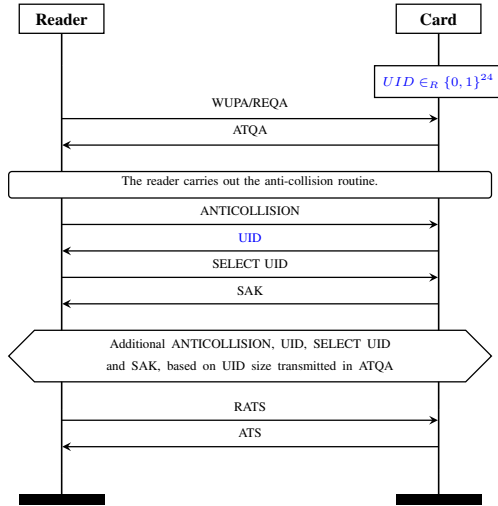 Reader Card
UID ∈_R {0, 1}^24
WUPA/REQA
ATQA
The reader carries out the anti-collision routine.
ANTICOLLISION
UID
SELECT UID
SAK
Additional ANTICOLLISION, UID, SELECT UID
and SAK, based on UID size transmitted in ATQA
RATS
ATS